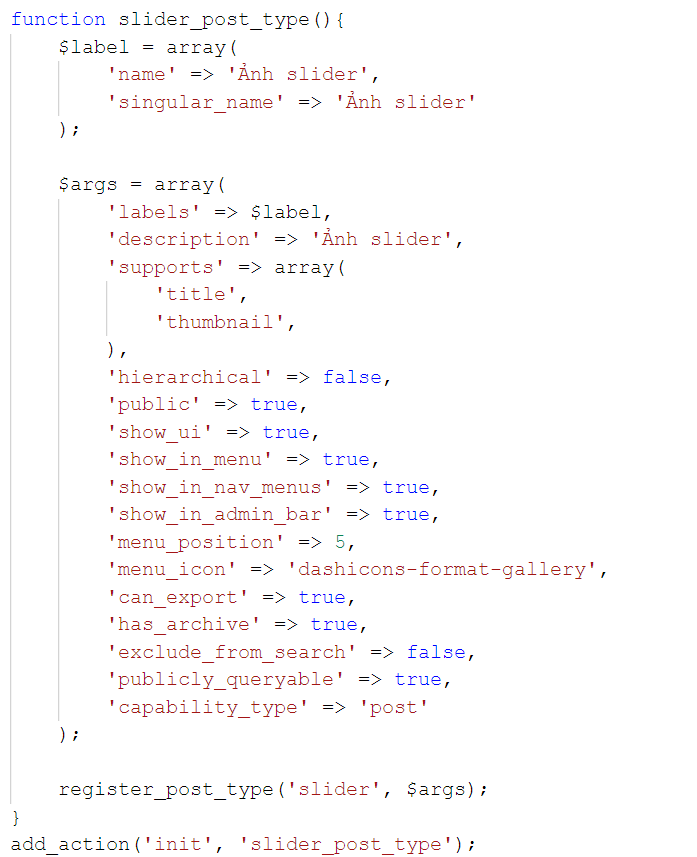 function slider_post_type(){
    $label = array(
        'name' => 'Ảnh slider',
        'singular_name' => 'Ảnh slider'
    );

    $args = array(
        'labels' => $label,
        'description' => 'Ảnh slider',
        'supports' => array(
            'title',
            'thumbnail',
        ),
        'hierarchical' => false,
        'public' => true,
        'show_ui' => true,
        'show_in_menu' => true,
        'show_in_nav_menus' => true,
        'show_in_admin_bar' => true,
        'menu_position' => 5,
        'menu_icon' => 'dashicons-format-gallery',
        'can_export' => true,
        'has_archive' => true,
        'exclude_from_search' => false,
        'publicly_queryable' => true,
        'capability_type' => 'post'
    );

    register_post_type('slider', $args);
}
add_action('init', 'slider_post_type');